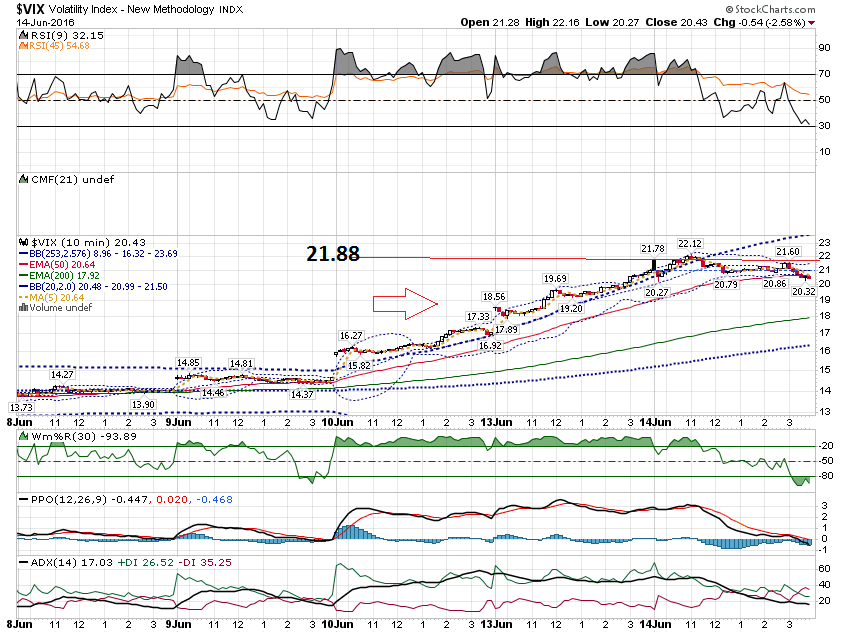 $VIX Volatility Index - New Methodology INDX © StockCharts.com
14-Jun-2016 Open 21.28 High 22.16 Low 20.27 Close 20.43 Chg -0.54 (-2.58%)
RSI(9) 32.15
RSI(45) 54.68
90
70
50
30
10
CMF(21) undef
$VIX (10 min) 20.43
BB(253,2.576) 8.96 - 16.32 - 23.69
EMA(50) 20.64
EMA(200) 17.92
BB(20,2.0) 20.48 - 20.99 - 21.50
MA(5) 20.64
Volume undef
21.88
13.73
14.27
13.90
14.85
14.46
14.81
14.37
16.27
15.82
17.33
16.92
18.56
17.89
19.69
19.20
21.78
20.27
22.12
20.79
20.86
21.60
20.32
23
22
21
20
19
18
17
16
15
14
13
8Jun 11 12 1 2 3 9Jun 11 12 1 2 3 10Jun 11 12 1 2 3 13Jun 11 12 1 2 3 14Jun 11 12 1 2 3
Wm%R(30) -93.89
-20
-50
-80
PPO(12,26,9) -0.447, 0.020, -0.468
3
2
1
0
-1
ADX(14) 17.03 +DI 26.52 -DI 35.25
60
40
20
8Jun 11 12 1 2 3 9Jun 11 12 1 2 3 10Jun 11 12 1 2 3 13Jun 11 12 1 2 3 14Jun 11 12 1 2 3